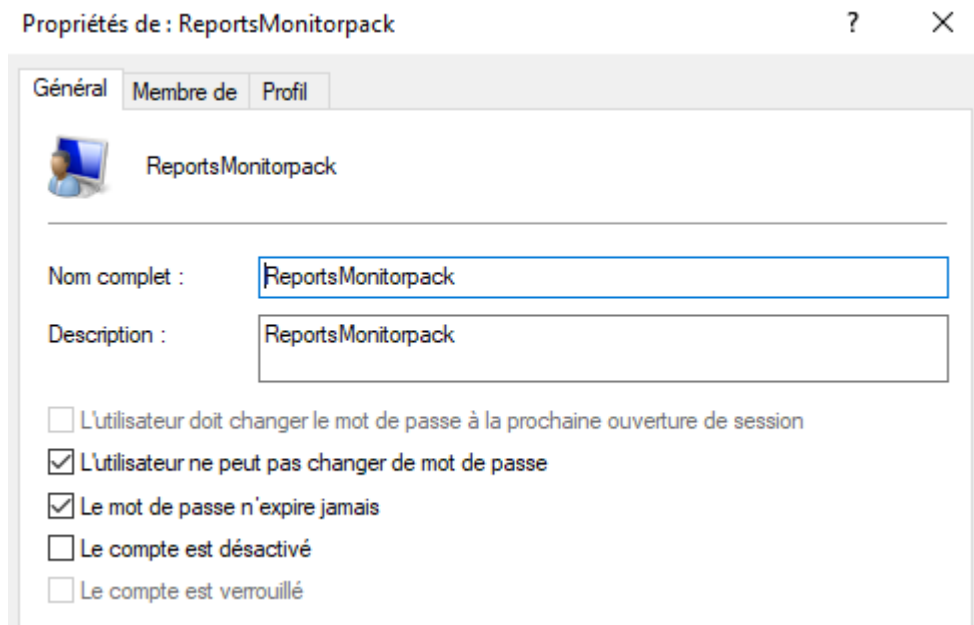 Propriétés de : ReportsMonitorpack ? ×
Général Membre de Profil
ReportsMonitorpack
Nom complet : ReportsMonitorpack
Description : ReportsMonitorpack
L'utilisateur doit changer le mot de passe à la prochaine ouverture de session
L'utilisateur ne peut pas changer de mot de passe
Le mot de passe n'expire jamais
Le compte est désactivé
Le compte est verrouillé